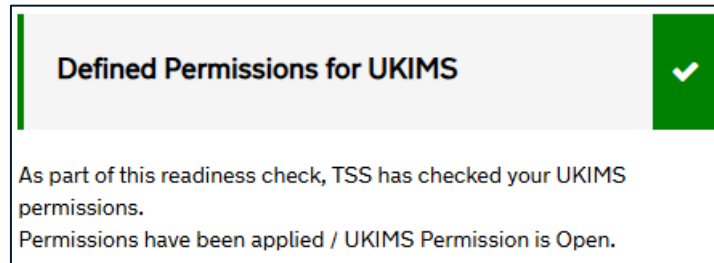 Defined Permissions for UKIMS
As part of this readiness check, TSS has checked your UKIMS
permissions.
Permissions have been applied / UKIMS Permission is Open.